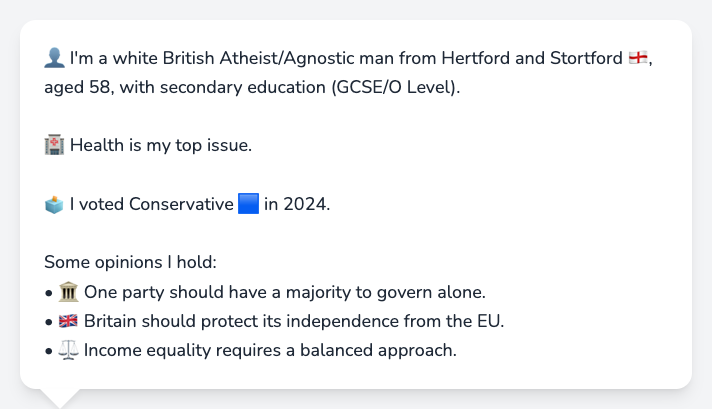 👤 I'm a white British Atheist/Agnostic man from Hertford and Stortford 🏴󠁧󠁢󠁥󠁮󠁧󠁿,
aged 58, with secondary education (GCSE/O Level).
🏥 Health is my top issue.
🗳️ I voted Conservative 🟦 in 2024.
Some opinions I hold:
• 🏛️ One party should have a majority to govern alone.
• 🇬🇧 Britain should protect its independence from the EU.
• ⚖️ Income equality requires a balanced approach.